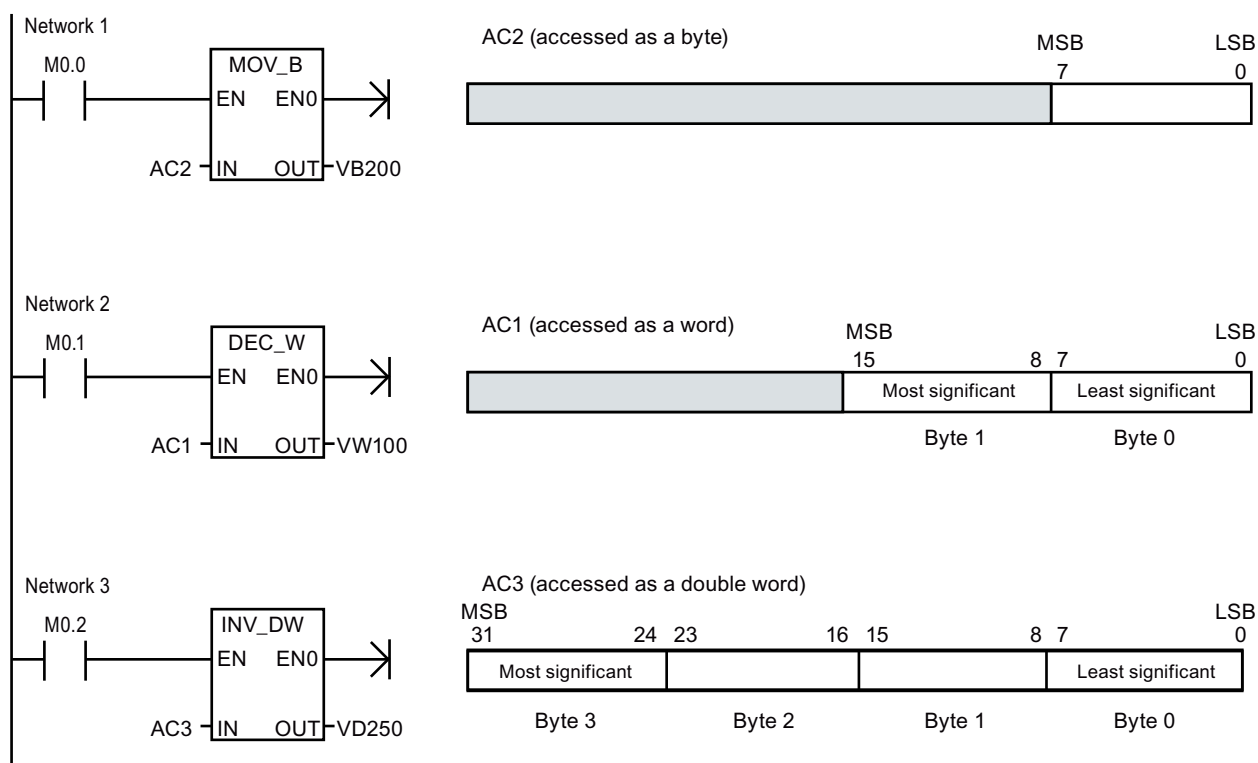 Network 1
M0.0
MOV_B
EN EN0
AC2 IN OUT VB200
AC2 (accessed as a byte)
MSB LSB
7 0
Network 2
M0.1
DEC_W
EN EN0
AC1 IN OUT VW100
AC1 (accessed as a word)
MSB LSB
15 8 7 0
Most significant Least significant
Byte 1 Byte 0
Network 3
M0.2
INV_DW
EN EN0
AC3 IN OUT VD250
AC3 (accessed as a double word)
MSB LSB
31 24 23 16 15 8 7 0
Most significant Least significant
Byte 3 Byte 2 Byte 1 Byte 0